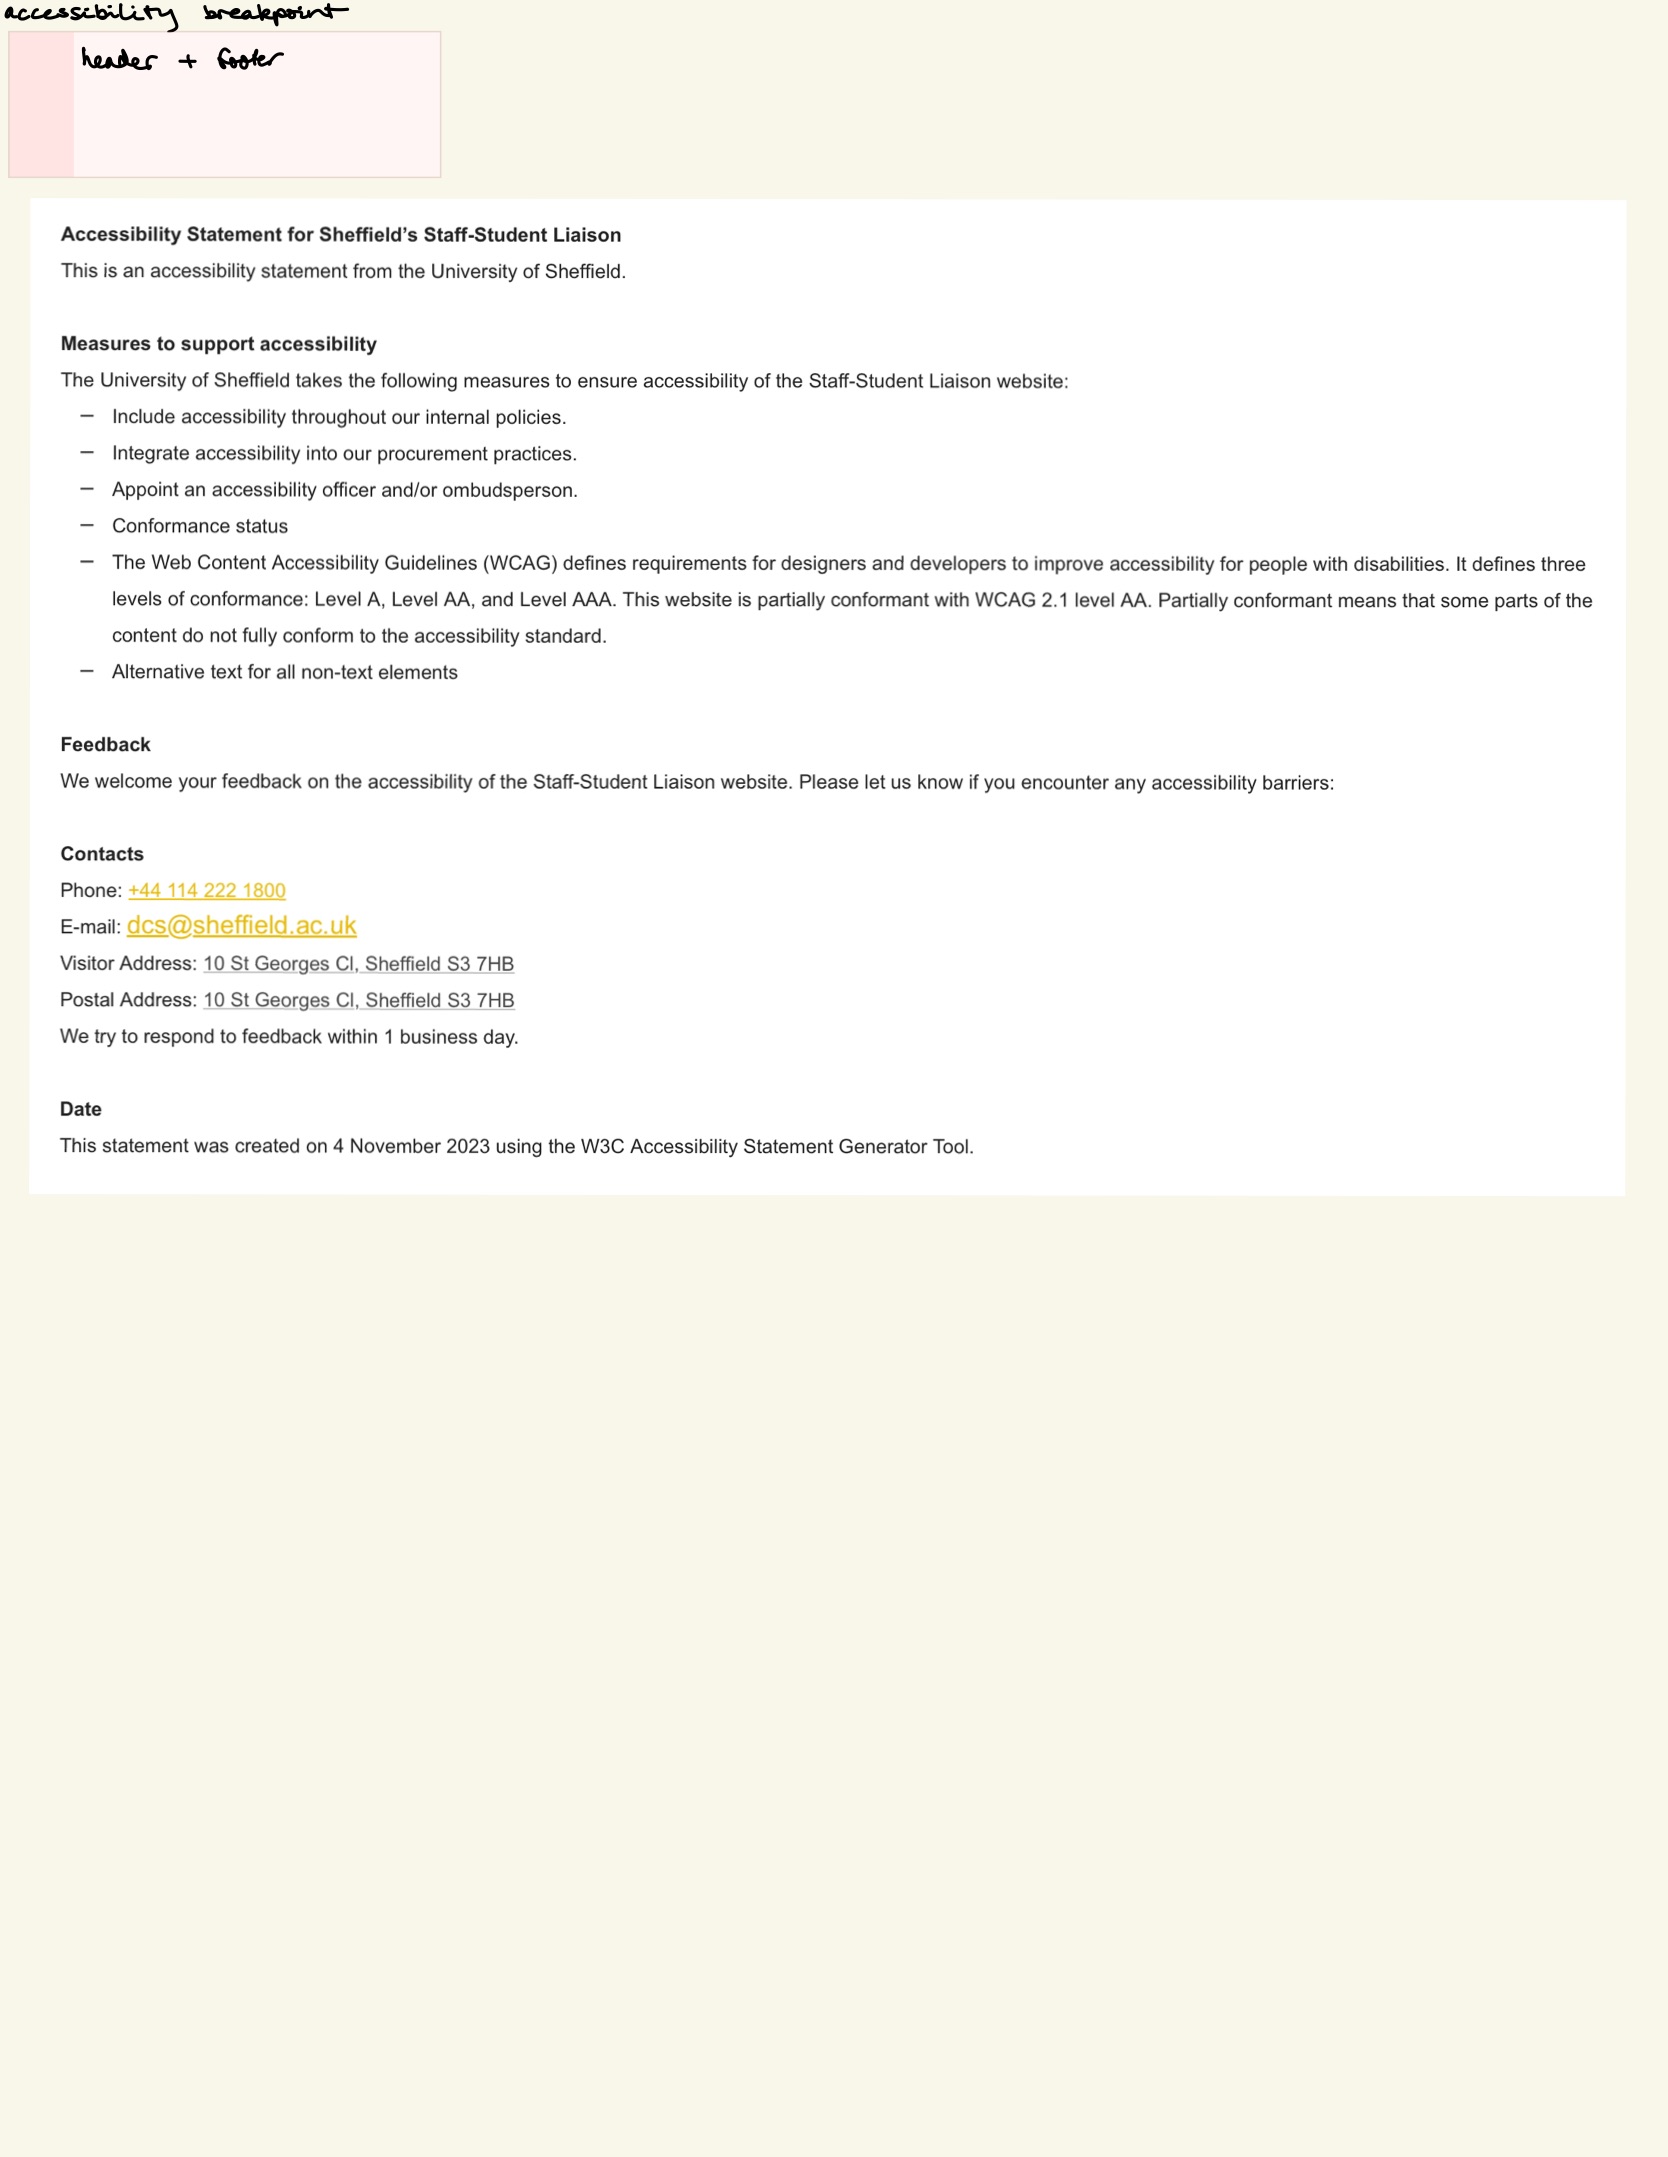 accessibility breakpoint
header + footer
Accessibility Statement for Sheffield’s Staff-Student Liaison
This is an accessibility statement from the University of Sheffield.
Measures to support accessibility
The University of Sheffield takes the following measures to ensure accessibility of the Staff-Student Liaison website:
– Include accessibility throughout our internal policies.
– Integrate accessibility into our procurement practices.
– Appoint an accessibility officer and/or ombudsperson.
– Conformance status
– The Web Content Accessibility Guidelines (WCAG) defines requirements for designers and developers to improve accessibility for people with disabilities. It defines three
levels of conformance: Level A, Level AA, and Level AAA. This website is partially conformant with WCAG 2.1 level AA. Partially conformant means that some parts of the
content do not fully conform to the accessibility standard.
– Alternative text for all non-text elements
Feedback
We welcome your feedback on the accessibility of the Staff-Student Liaison website. Please let us know if you encounter any accessibility barriers:
Contacts
Phone: +44 114 222 1800
E-mail: dcs@sheffield.ac.uk
Visitor Address: 10 St Georges Cl, Sheffield S3 7HB
Postal Address: 10 St Georges Cl, Sheffield S3 7HB
We try to respond to feedback within 1 business day.
Date
This statement was created on 4 November 2023 using the W3C Accessibility Statement Generator Tool.